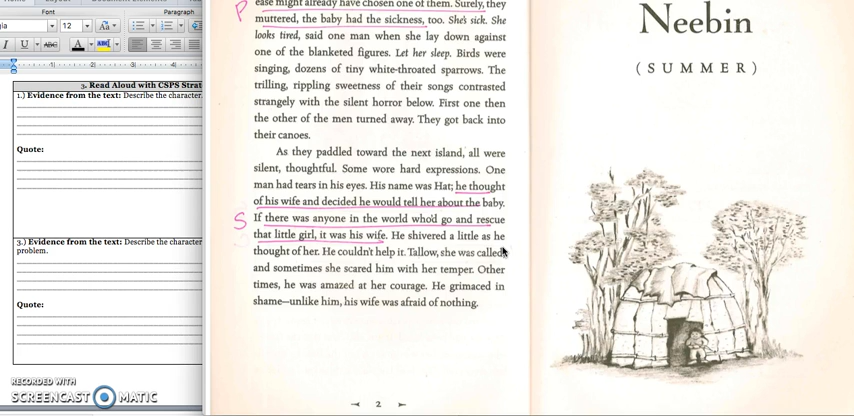 Font
12
Aa
I U ABC
3. Read Aloud with CSPS Strat
1.) Evidence from the text: Describe the character
Quote:
3.) Evidence from the text: Describe the character
problem.
Quote:
RECORDED WITH
SCREENCAST MATIC
P
ease might already have chosen one of them. Surely, they
muttered, the baby had the sickness, too. She's sick. She
looks tired, said one man when she lay down against
one of the blanketed figures. Let her sleep. Birds were
singing, dozens of tiny white-throated sparrows. The
trilling, rippling sweetness of their songs contrasted
strangely with the silent horror below. First one then
the other of the men turned away. They got back into
their canoes.
As they paddled toward the next island, all were
silent, thoughtful. Some wore hard expressions. One
man had tears in his eyes. His name was Hat; he thought
of his wife and decided he would tell her about the baby.
S
If there was anyone in the world who'd go and rescue
that little girl, it was his wife. He shivered a little as he
thought of her. He couldn't help it. Tallow, she was called,
and sometimes she scared him with her temper. Other
times, he was amazed at her courage. He grimaced in
shame—unlike him, his wife was afraid of nothing.
2
Neebin
(SUMMER)